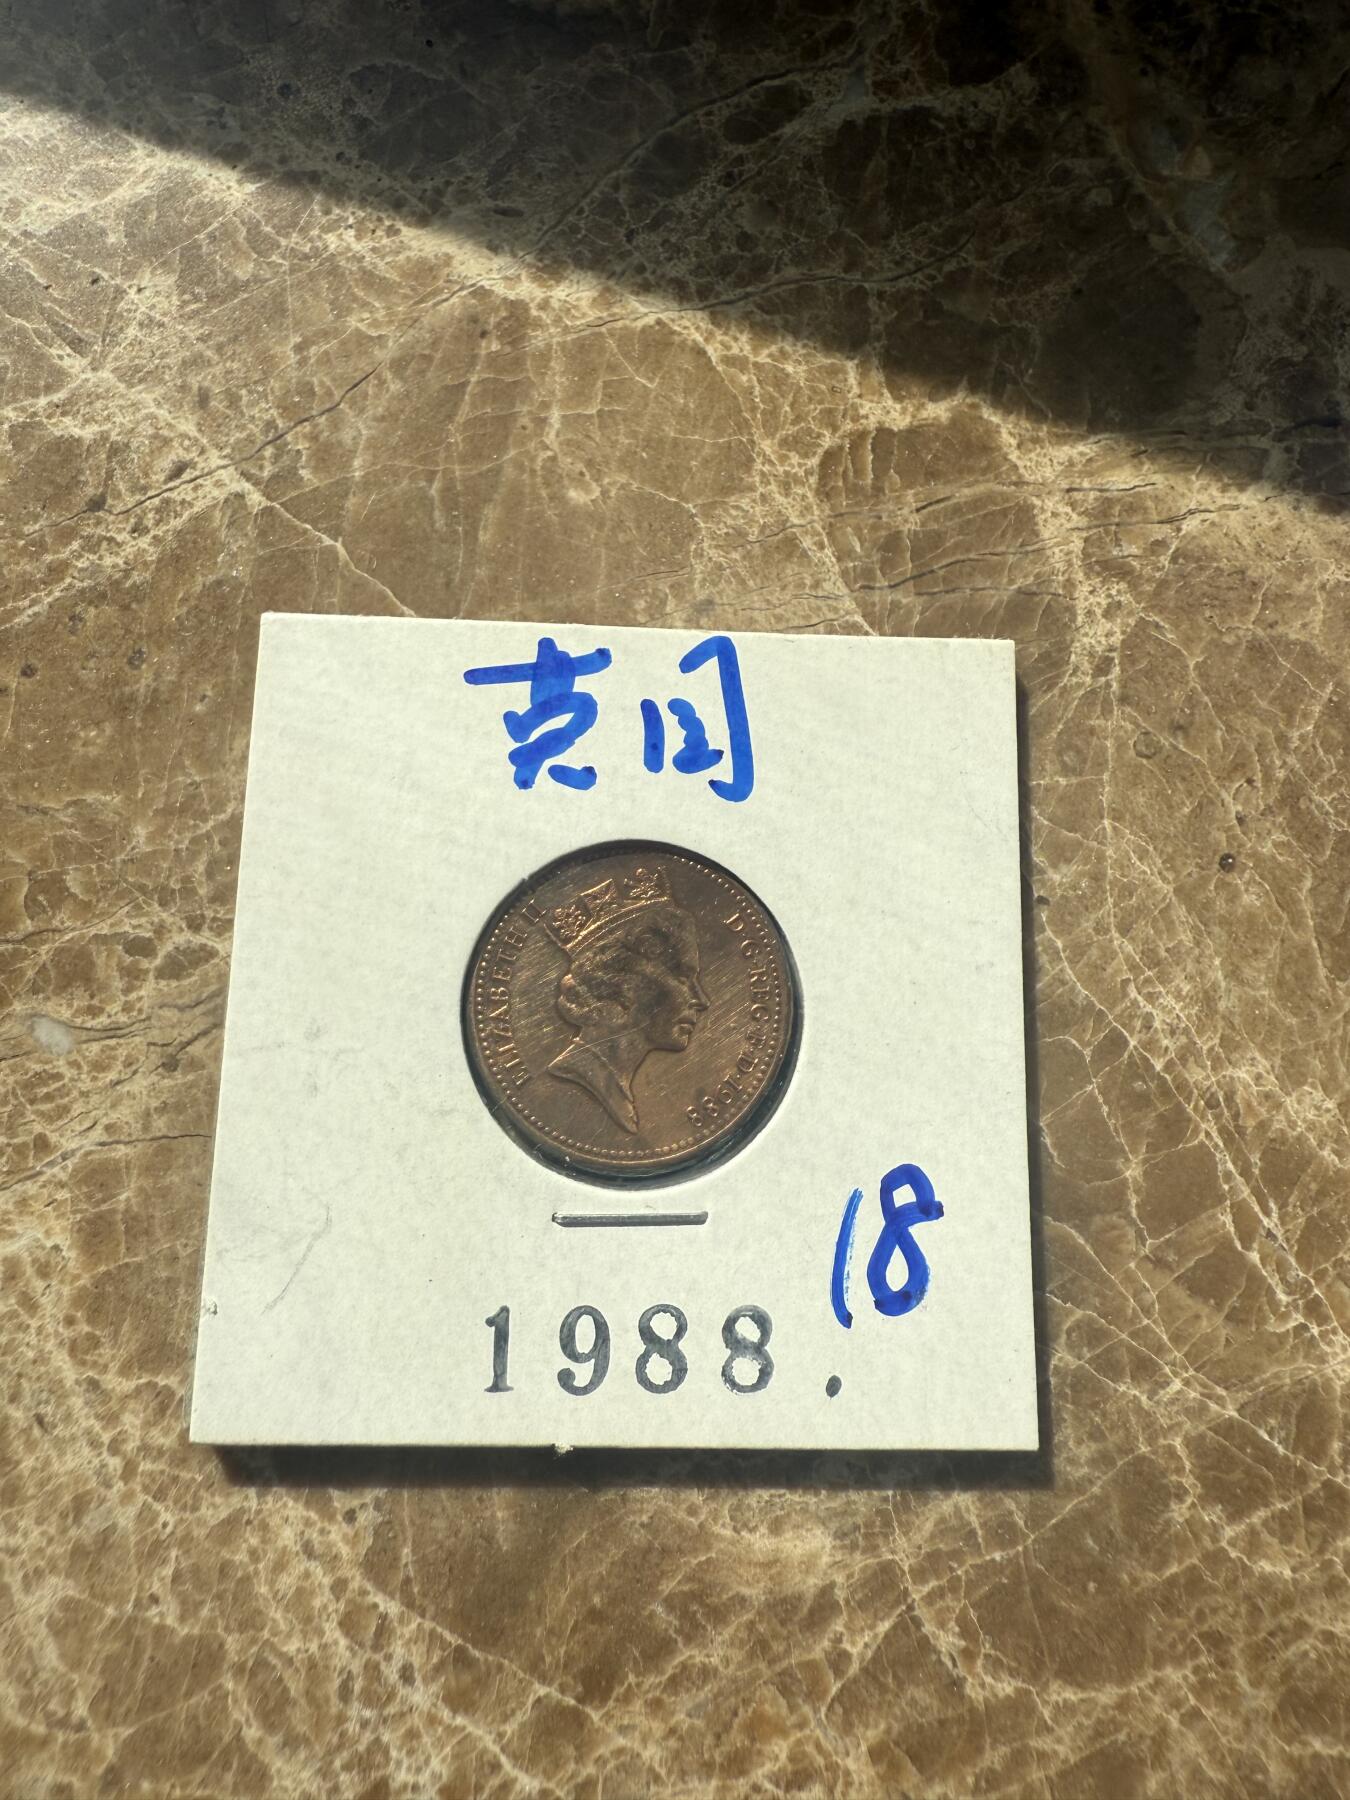 英国
ELIZABETH II
D·G·REG·F·D·1988
18
1988.